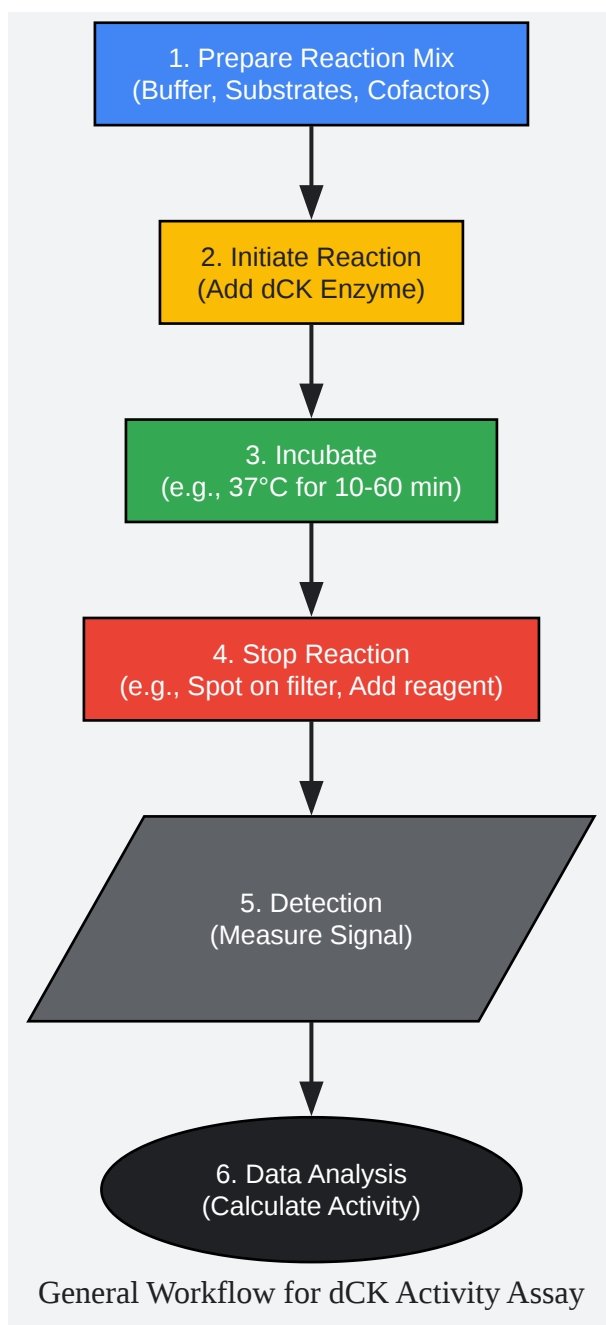 1. Prepare Reaction Mix
(Buffer, Substrates, Cofactors)
2. Initiate Reaction
(Add dCK Enzyme)
3. Incubate
(e.g., 37°C for 10-60 min)
4. Stop Reaction
(e.g., Spot on filter, Add reagent)
5. Detection
(Measure Signal)
6. Data Analysis
(Calculate Activity)
General Workflow for dCK Activity Assay